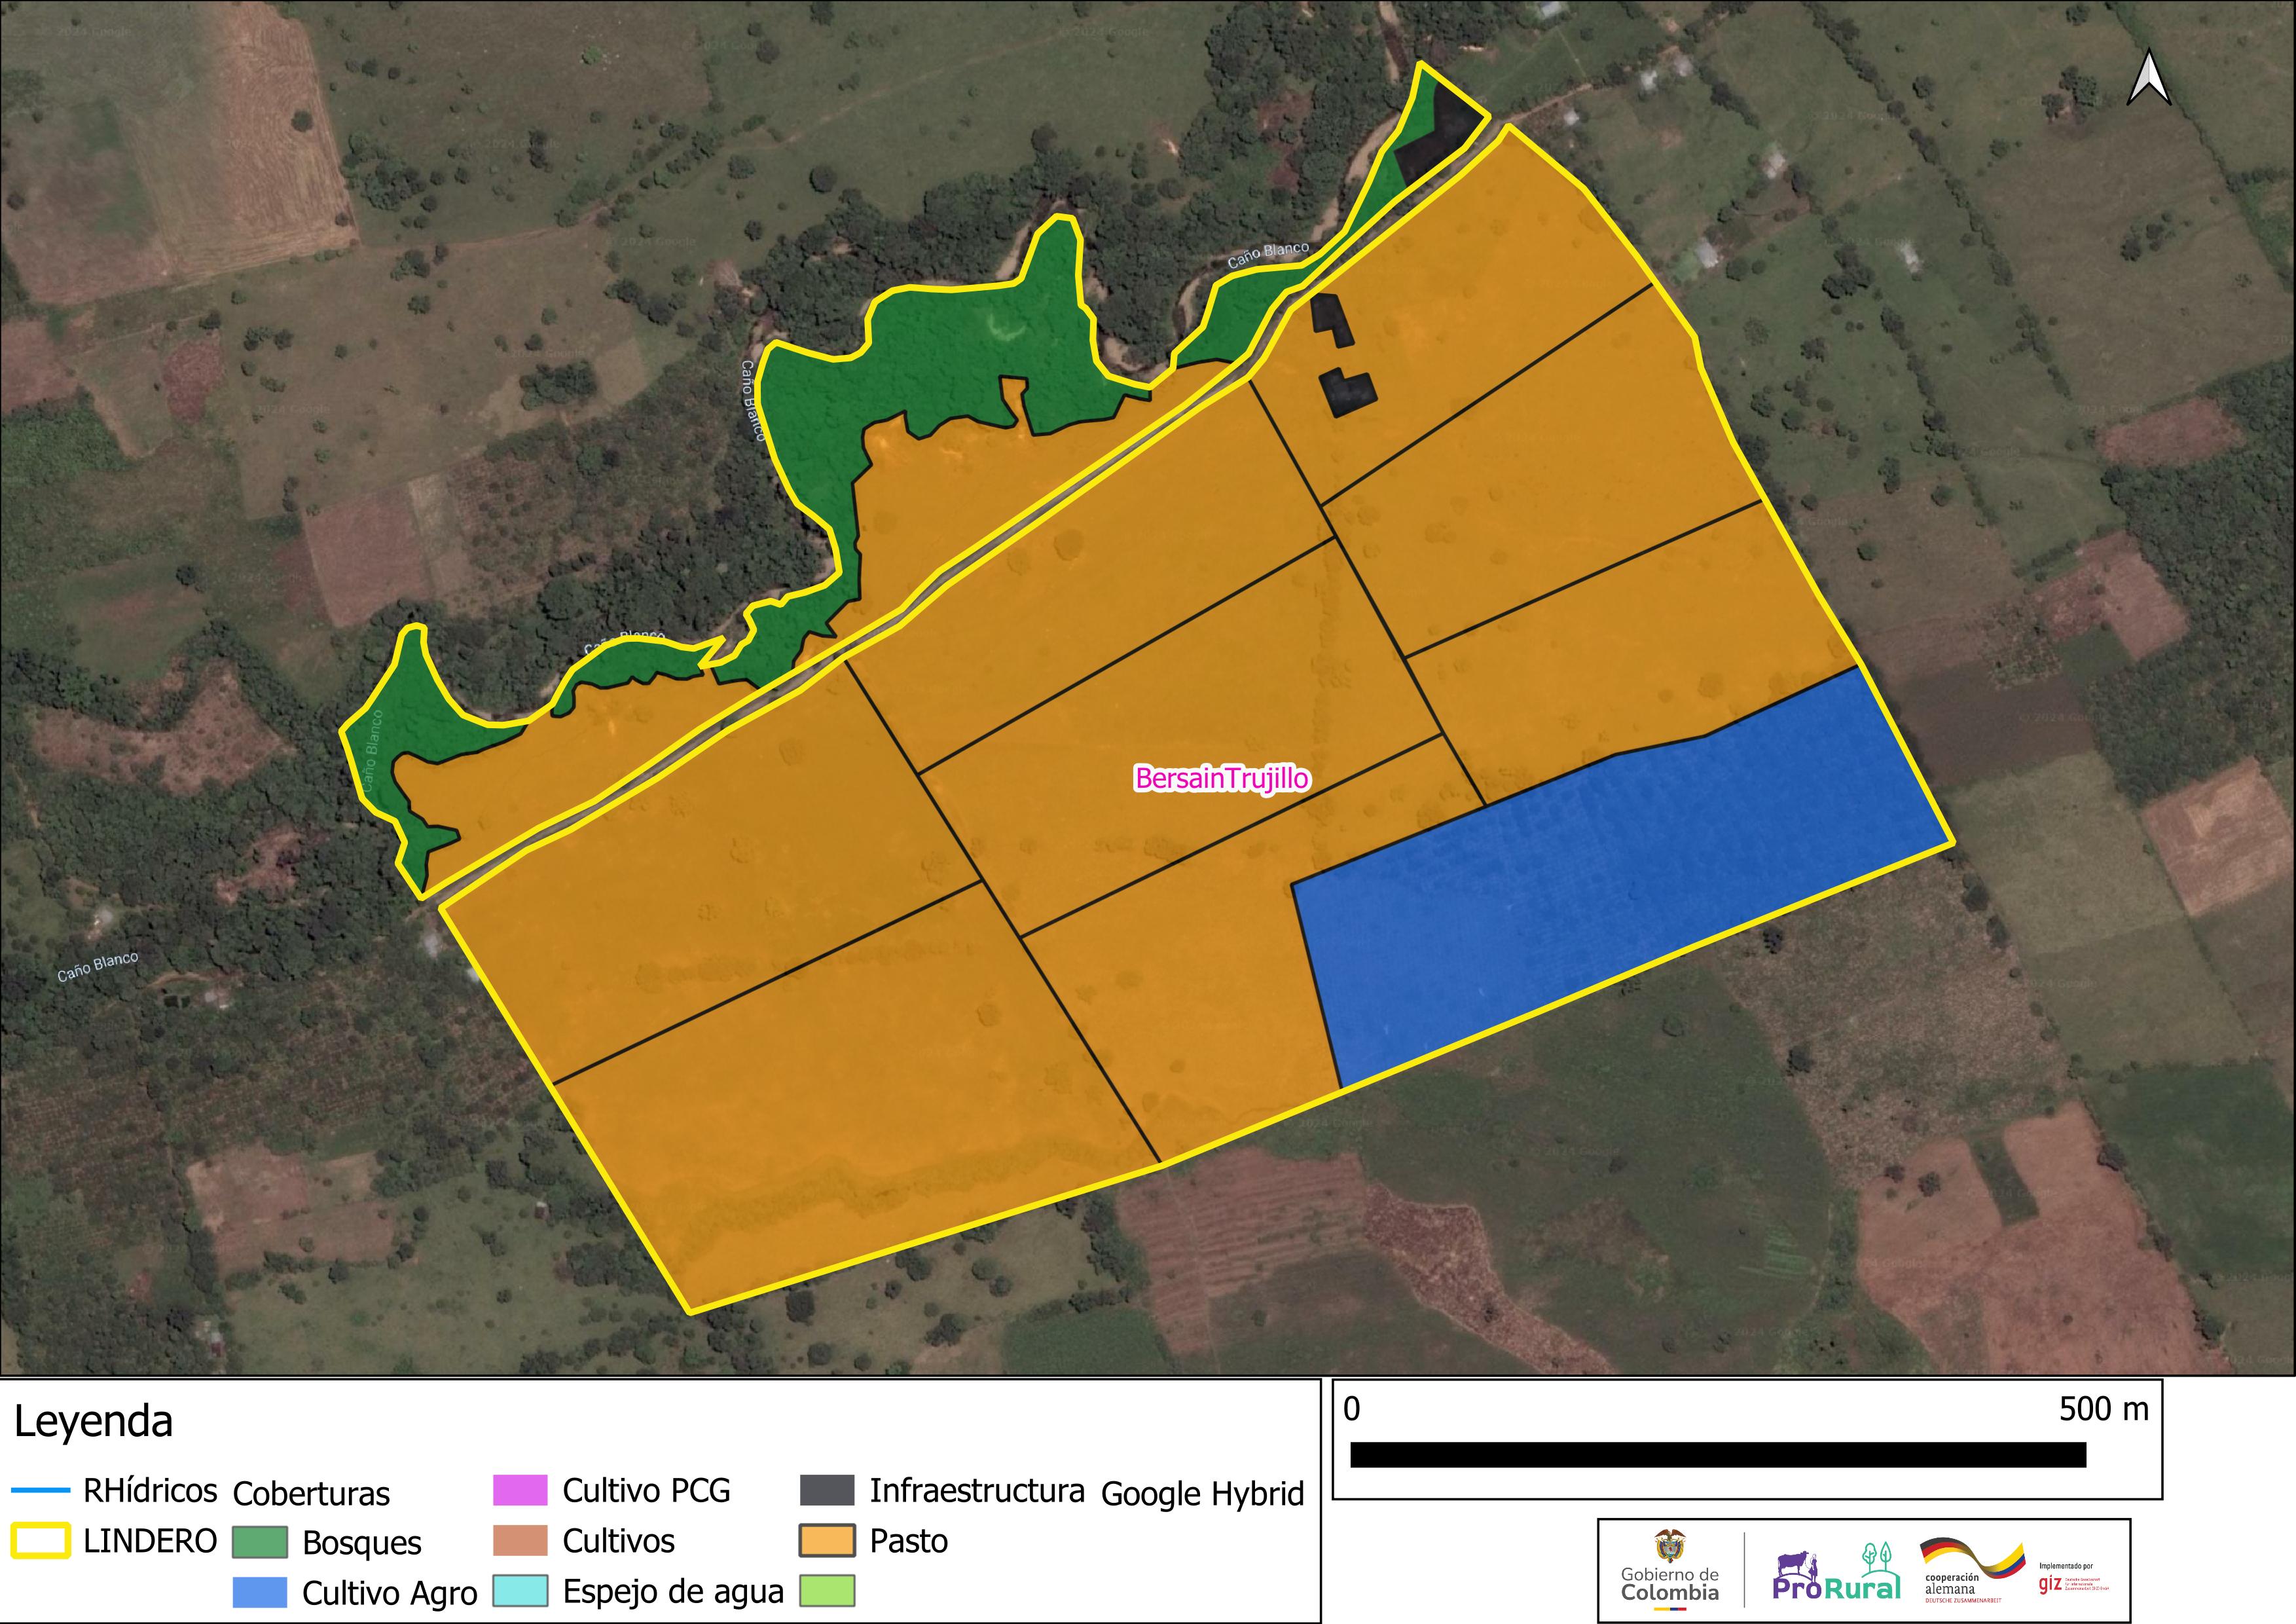 © 2024 Google
Caño Blanco
Caño Blanco
Caño Blanco
Caño Blanco
Caño Blanco
BersainTrujillo
Leyenda
RHídricos
LINDERO
Coberturas
Bosques
Cultivo Agro
Cultivo PCG
Cultivos
Espejo de agua
Infraestructura
Pasto
Google Hybrid
0 500 m
Gobierno de
Colombia
ProRural
cooperación
alemana
DEUTSCHE ZUSAMMENARBEIT
Implementado por
giz